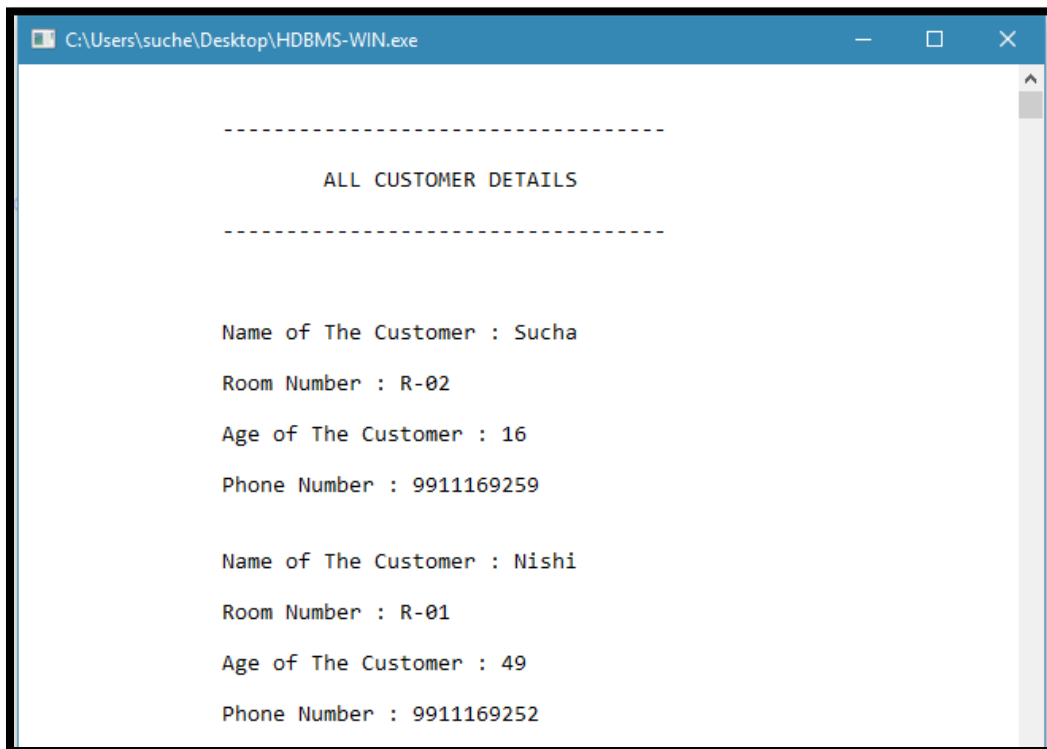 C:\Users\suche\Desktop\HDBMS-WIN.exe
-----------------------------------
ALL CUSTOMER DETAILS
-----------------------------------
Name of The Customer : Sucha
Room Number : R-02
Age of The Customer : 16
Phone Number : 9911169259
Name of The Customer : Nishi
Room Number : R-01
Age of The Customer : 49
Phone Number : 9911169252